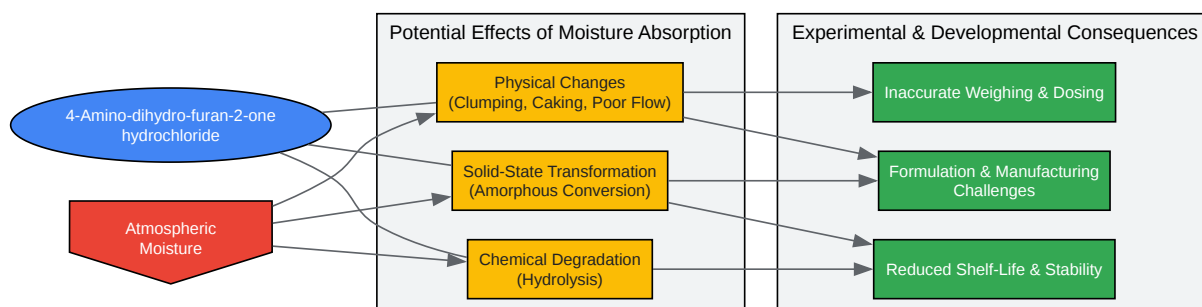 Potential Effects of Moisture Absorption
Experimental & Developmental Consequences
4-Amino-dihydro-furan-2-one
hydrochloride
Atmospheric
Moisture
Physical Changes
(Clumping, Caking, Poor Flow)
Solid-State Transformation
(Amorphous Conversion)
Chemical Degradation
(Hydrolysis)
Inaccurate Weighing & Dosing
Formulation & Manufacturing
Challenges
Reduced Shelf-Life & Stability